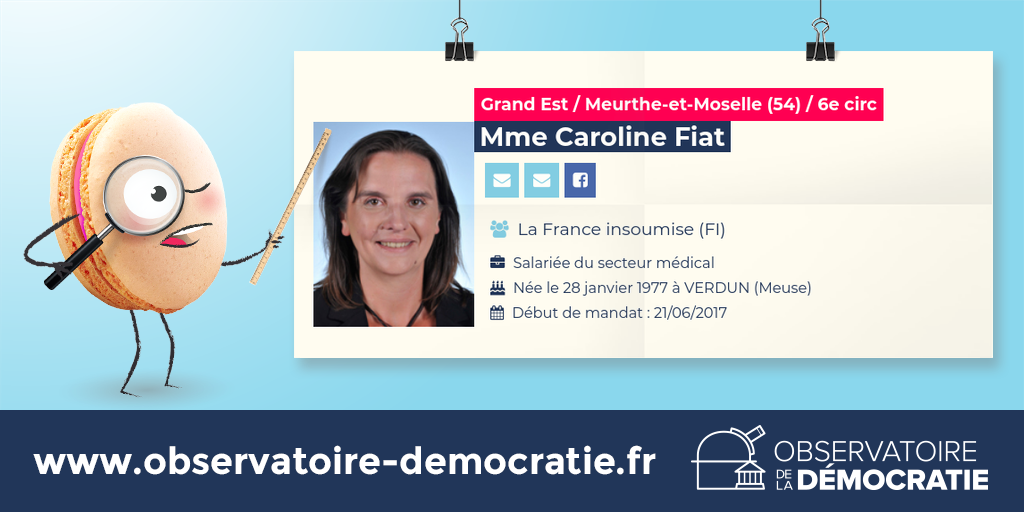 Grand Est / Meurthe-et-Moselle (54) / 6e circ
Mme Caroline Fiat
La France insoumise (FI)
Salariée du secteur médical
Née le 28 janvier 1977 à VERDUN (Meuse)
Début de mandat : 21/06/2017
www.observatoire-democratie.fr
OBSERVATOIRE
DE LA DÉMOCRATIE